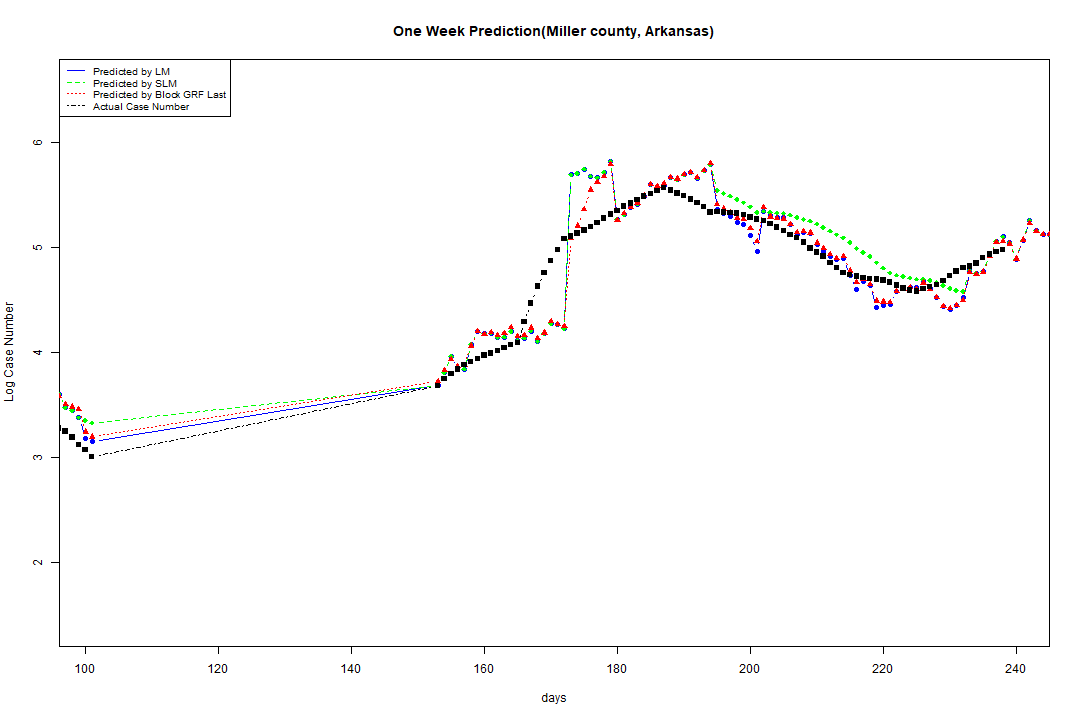 One Week Prediction(Miller county, Arkansas)
Predicted by LM
Predicted by SLM
Predicted by Block GRF Last
Actual Case Number
6
5
4
3
2
Log Case Number
100 120 140 160 180 200 220 240
days